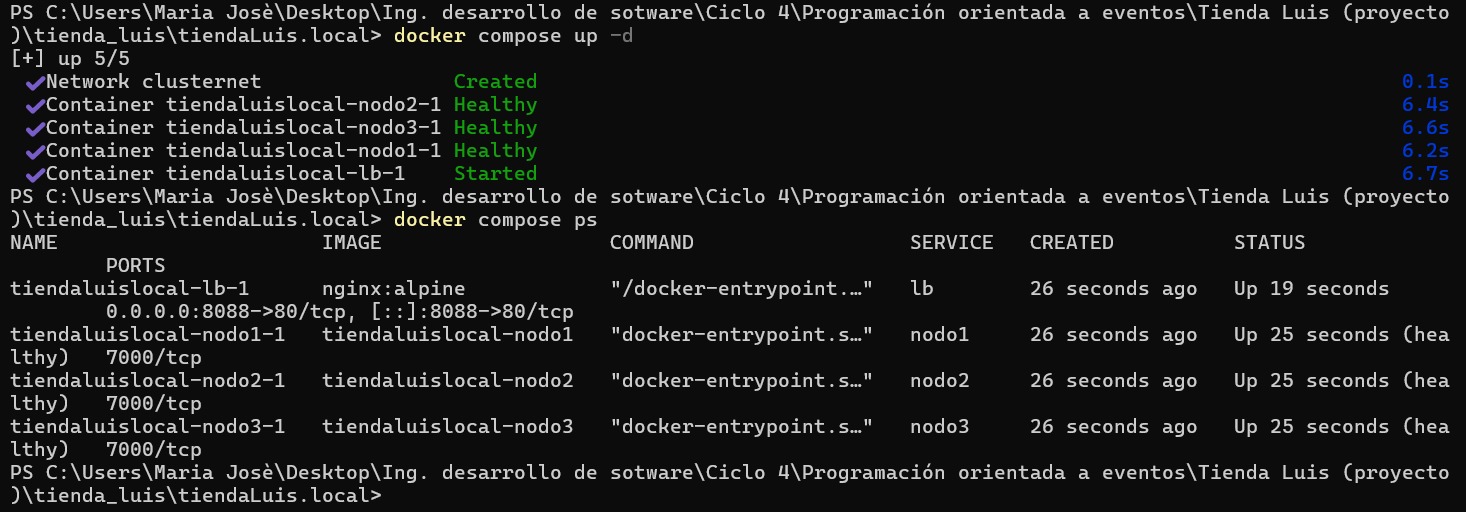 PS C:\Users\Maria Josè\Desktop\Ing. desarrollo de sotware\Ciclo 4\Programación orientada a eventos\Tienda Luis (proyecto
)\tienda_luis\tiendaLuis.local> docker compose up -d
[+] up 5/5
✔Network clusternet Created 0.1s
✔Container tiendaluislocal-nodo2-1 Healthy 6.4s
✔Container tiendaluislocal-nodo3-1 Healthy 6.6s
✔Container tiendaluislocal-nodo1-1 Healthy 6.2s
✔Container tiendaluislocal-lb-1 Started 6.7s
PS C:\Users\Maria Josè\Desktop\Ing. desarrollo de sotware\Ciclo 4\Programación orientada a eventos\Tienda Luis (proyecto
)\tienda_luis\tiendaLuis.local> docker compose ps
NAME IMAGE COMMAND SERVICE CREATED STATUS
PORTS
tiendaluislocal-lb-1 nginx:alpine "/docker-entrypoint.…" lb 26 seconds ago Up 19 seconds
0.0.0.0:8088->80/tcp, [::]:8088->80/tcp
tiendaluislocal-nodo1-1 tiendaluislocal-nodo1 "docker-entrypoint.s…" nodo1 26 seconds ago Up 25 seconds (hea
lthy) 7000/tcp
tiendaluislocal-nodo2-1 tiendaluislocal-nodo2 "docker-entrypoint.s…" nodo2 26 seconds ago Up 25 seconds (hea
lthy) 7000/tcp
tiendaluislocal-nodo3-1 tiendaluislocal-nodo3 "docker-entrypoint.s…" nodo3 26 seconds ago Up 25 seconds (hea
lthy) 7000/tcp
PS C:\Users\Maria Josè\Desktop\Ing. desarrollo de sotware\Ciclo 4\Programación orientada a eventos\Tienda Luis (proyecto
)\tienda_luis\tiendaLuis.local>